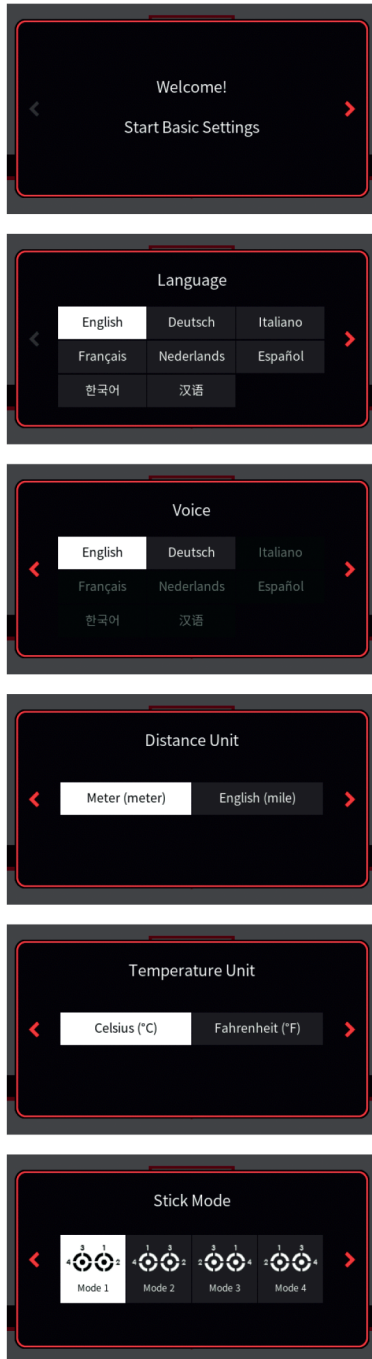 Welcome!
Start Basic Settings
Language
English Deutsch Italiano
Français Nederlands Español
한국어 汉语
Voice
English Deutsch Italiano
Français Nederlands Español
한국어 汉语
Distance Unit
Meter (meter) English (mile)
Temperature Unit
Celsius (°C) Fahrenheit (°F)
Stick Mode
3 1 1 3 3 1 1 3
4 2 4 2 2 4 2 4
Mode 1 Mode 2 Mode 3 Mode 4